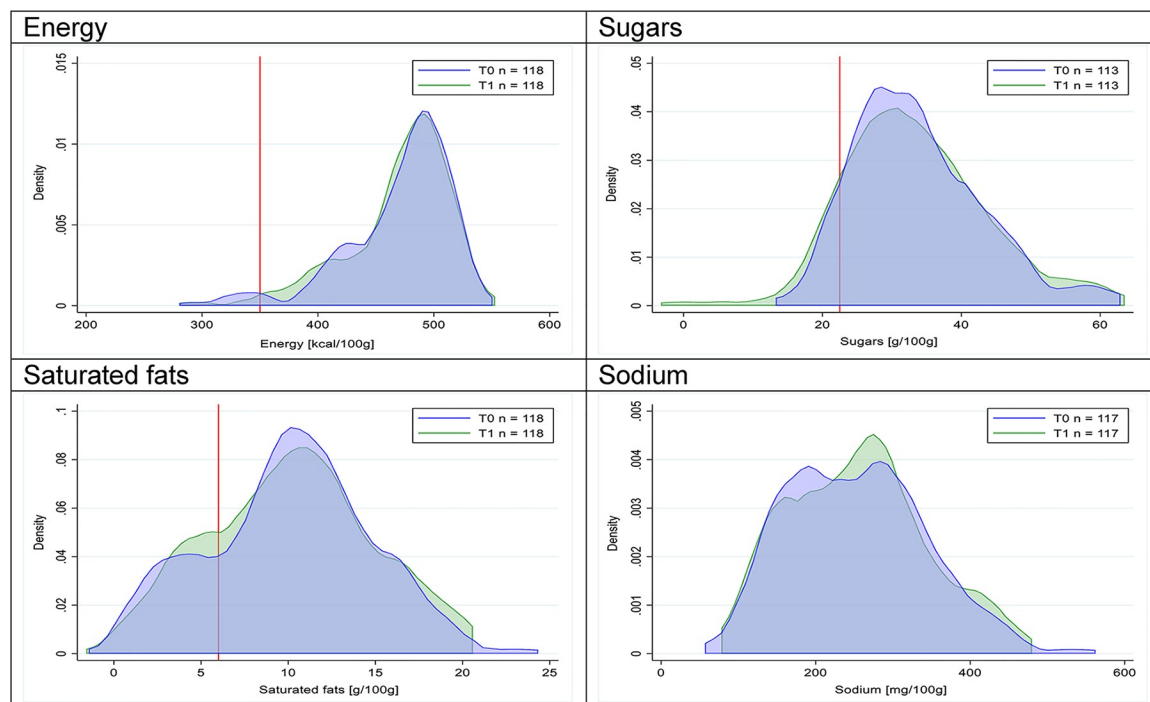 Energy
Sugars
T0 n = 118
T1 n = 118
Density
0
.005
.01
.015
200
300
400
500
600
Energy [kcal/100g]
T0 n = 113
T1 n = 113
Density
0
.01
.02
.03
.04
.05
0
20
40
60
Sugars [g/100g]
Saturated fats
Sodium
T0 n = 118
T1 n = 118
Density
0
.02
.04
.06
.08
.1
0
5
10
15
20
25
Saturated fats [g/100g]
T0 n = 117
T1 n = 117
Density
0
.001
.002
.003
.004
.005
0
200
400
600
Sodium [mg/100g]